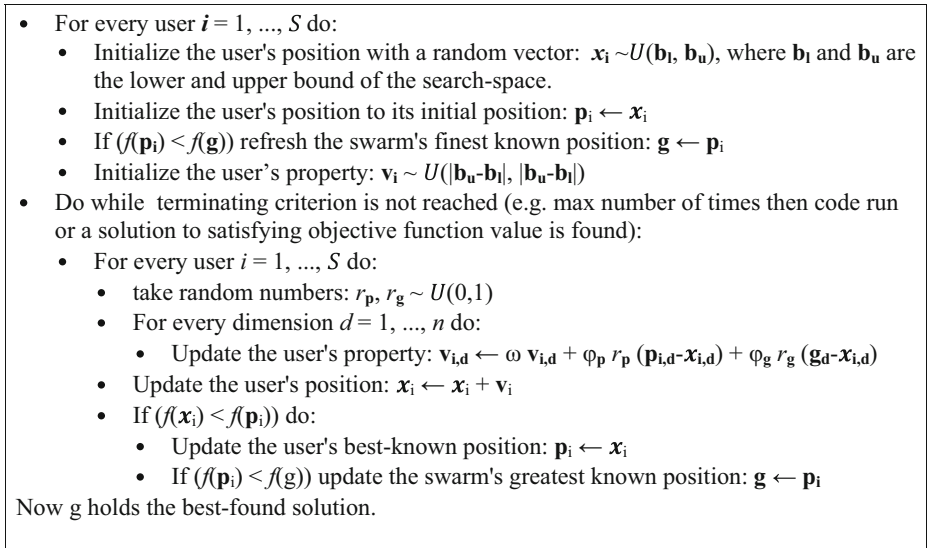 • For every user i = 1, ..., S do:
• Initialize the user's position with a random vector: xi ~U(bl, bu), where bl and bu are
the lower and upper bound of the search-space.
• Initialize the user's position to its initial position: pi ← xi
• If (f(pi) < f(g)) refresh the swarm's finest known position: g ← pi
• Initialize the user's property: vi ~ U(|bu-bl|, |bu-bl|)
• Do while terminating criterion is not reached (e.g. max number of times then code run
or a solution to satisfying objective function value is found):
• For every user i = 1, ..., S do:
• take random numbers: rp, rg ~ U(0,1)
• For every dimension d = 1, ..., n do:
• Update the user's property: vi,d ← ω vi,d + φp rp (pi,d-xi,d) + φg rg (gd-xi,d)
• Update the user's position: xi ← xi + vi
• If (f(xi) < f(pi)) do:
• Update the user's best-known position: pi ← xi
• If (f(pi) < f(g)) update the swarm's greatest known position: g ← pi
Now g holds the best-found solution.